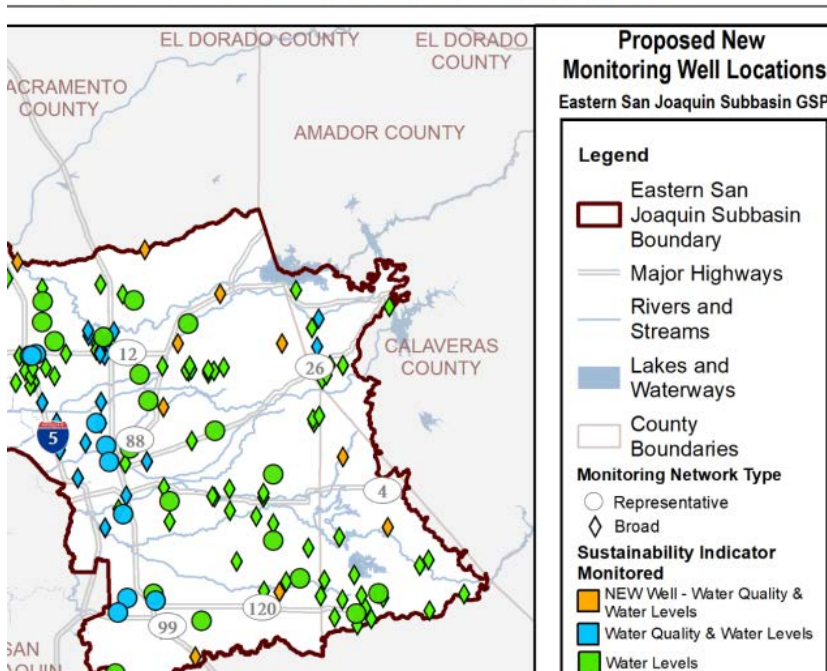 EL DORADO COUNTY
EL DORADO
COUNTY
ACRAMENTO
COUNTY
AMADOR COUNTY
CALAVERAS
COUNTY
12
26
5
88
4
120
99
SAN
AQUIN
Proposed New
Monitoring Well Locations
Eastern San Joaquin Subbasin GSP
Legend
Eastern San
Joaquin Subbasin
Boundary
Major Highways
Rivers and
Streams
Lakes and
Waterways
County
Boundaries
Monitoring Network Type
Representative
Broad
Sustainability Indicator
Monitored
NEW Well - Water Quality &
Water Levels
Water Quality & Water Levels
Water Levels